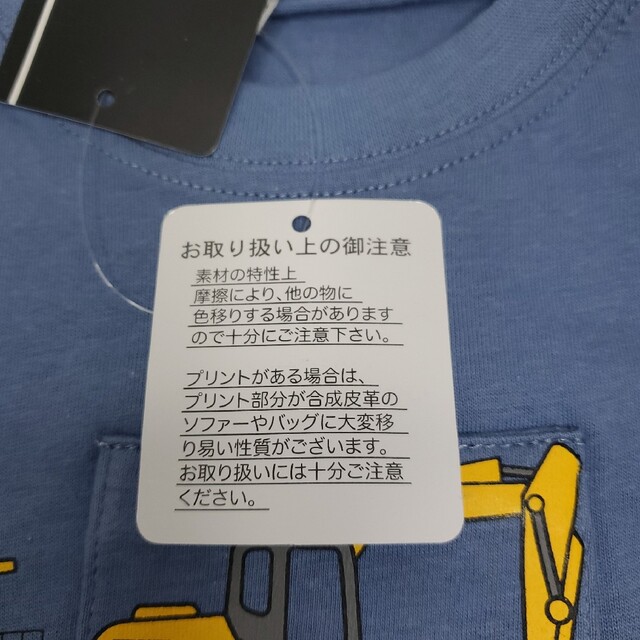 お取り扱い上の御注意
素材の特性上
摩擦により、他の物に
色移りする場合があります
ので十分にご注意下さい。
プリントがある場合は、
プリント部分が合成皮革の
ソファーやバッグに大変移
り易い性質がございます。
お取り扱いには十分ご注意
ください。